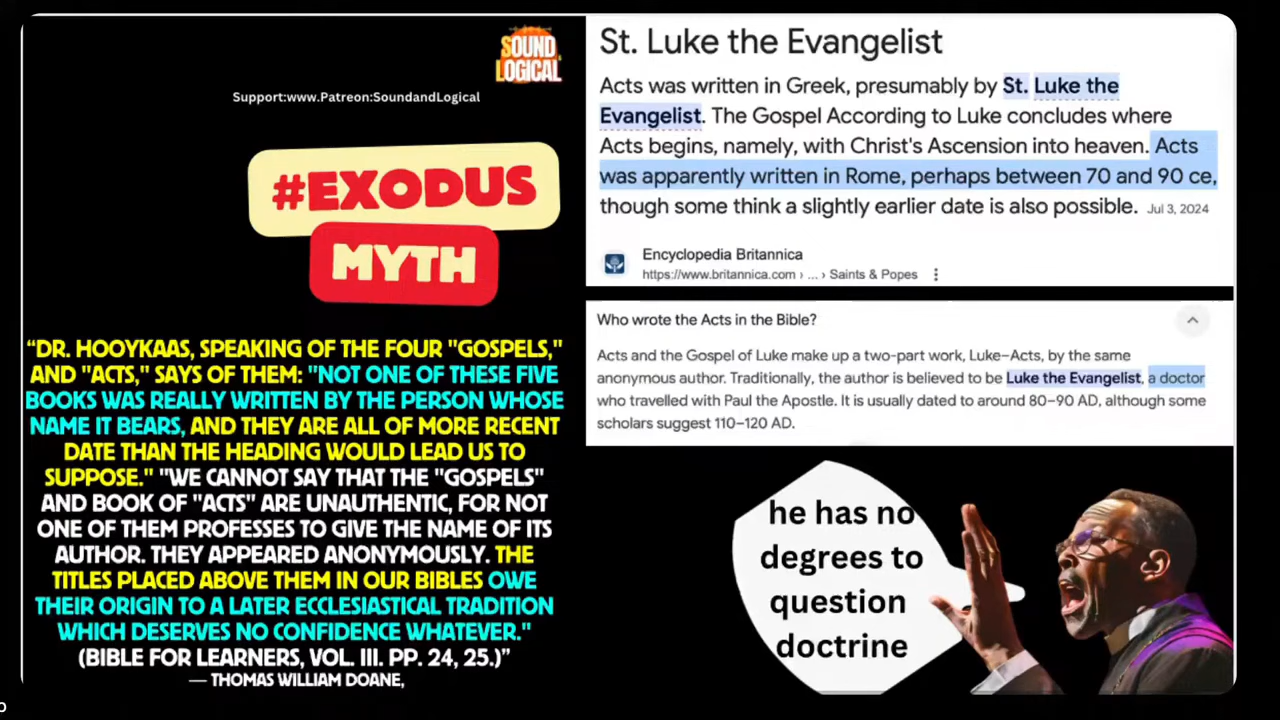 SOUND
LOGICAL
Support:www.Patreon:SoundandLogical
#EXODUS
MYTH
“DR. HOOYKAAS, SPEAKING OF THE FOUR "GOSPELS,"
AND "ACTS," SAYS OF THEM: "NOT ONE OF THESE FIVE
BOOKS WAS REALLY WRITTEN BY THE PERSON WHOSE
NAME IT BEARS, AND THEY ARE ALL OF MORE RECENT
DATE THAN THE HEADING WOULD LEAD US TO
SUPPOSE." "WE CANNOT SAY THAT THE "GOSPELS"
AND BOOK OF "ACTS" ARE UNAUTHENTIC, FOR NOT
ONE OF THEM PROFESSES TO GIVE THE NAME OF ITS
AUTHOR. THEY APPEARED ANONYMOUSLY. THE
TITLES PLACED ABOVE THEM IN OUR BIBLES OWE
THEIR ORIGIN TO A LATER ECCLESIASTICAL TRADITION
WHICH DESERVES NO CONFIDENCE WHATEVER."
(BIBLE FOR LEARNERS, VOL. III. PP. 24, 25.)”
— THOMAS WILLIAM DOANE,
St. Luke the Evangelist
Acts was written in Greek, presumably by St. Luke the
Evangelist. The Gospel According to Luke concludes where
Acts begins, namely, with Christ's Ascension into heaven. Acts
was apparently written in Rome, perhaps between 70 and 90 ce,
though some think a slightly earlier date is also possible. Jul 3, 2024
Encyclopedia Britannica
https://www.britannica.com › ... › Saints & Popes
Who wrote the Acts in the Bible?
Acts and the Gospel of Luke make up a two-part work, Luke–Acts, by the same
anonymous author. Traditionally, the author is believed to be Luke the Evangelist, a doctor
who travelled with Paul the Apostle. It is usually dated to around 80–90 AD, although some
scholars suggest 110–120 AD.
he has no
degrees to
question
doctrine